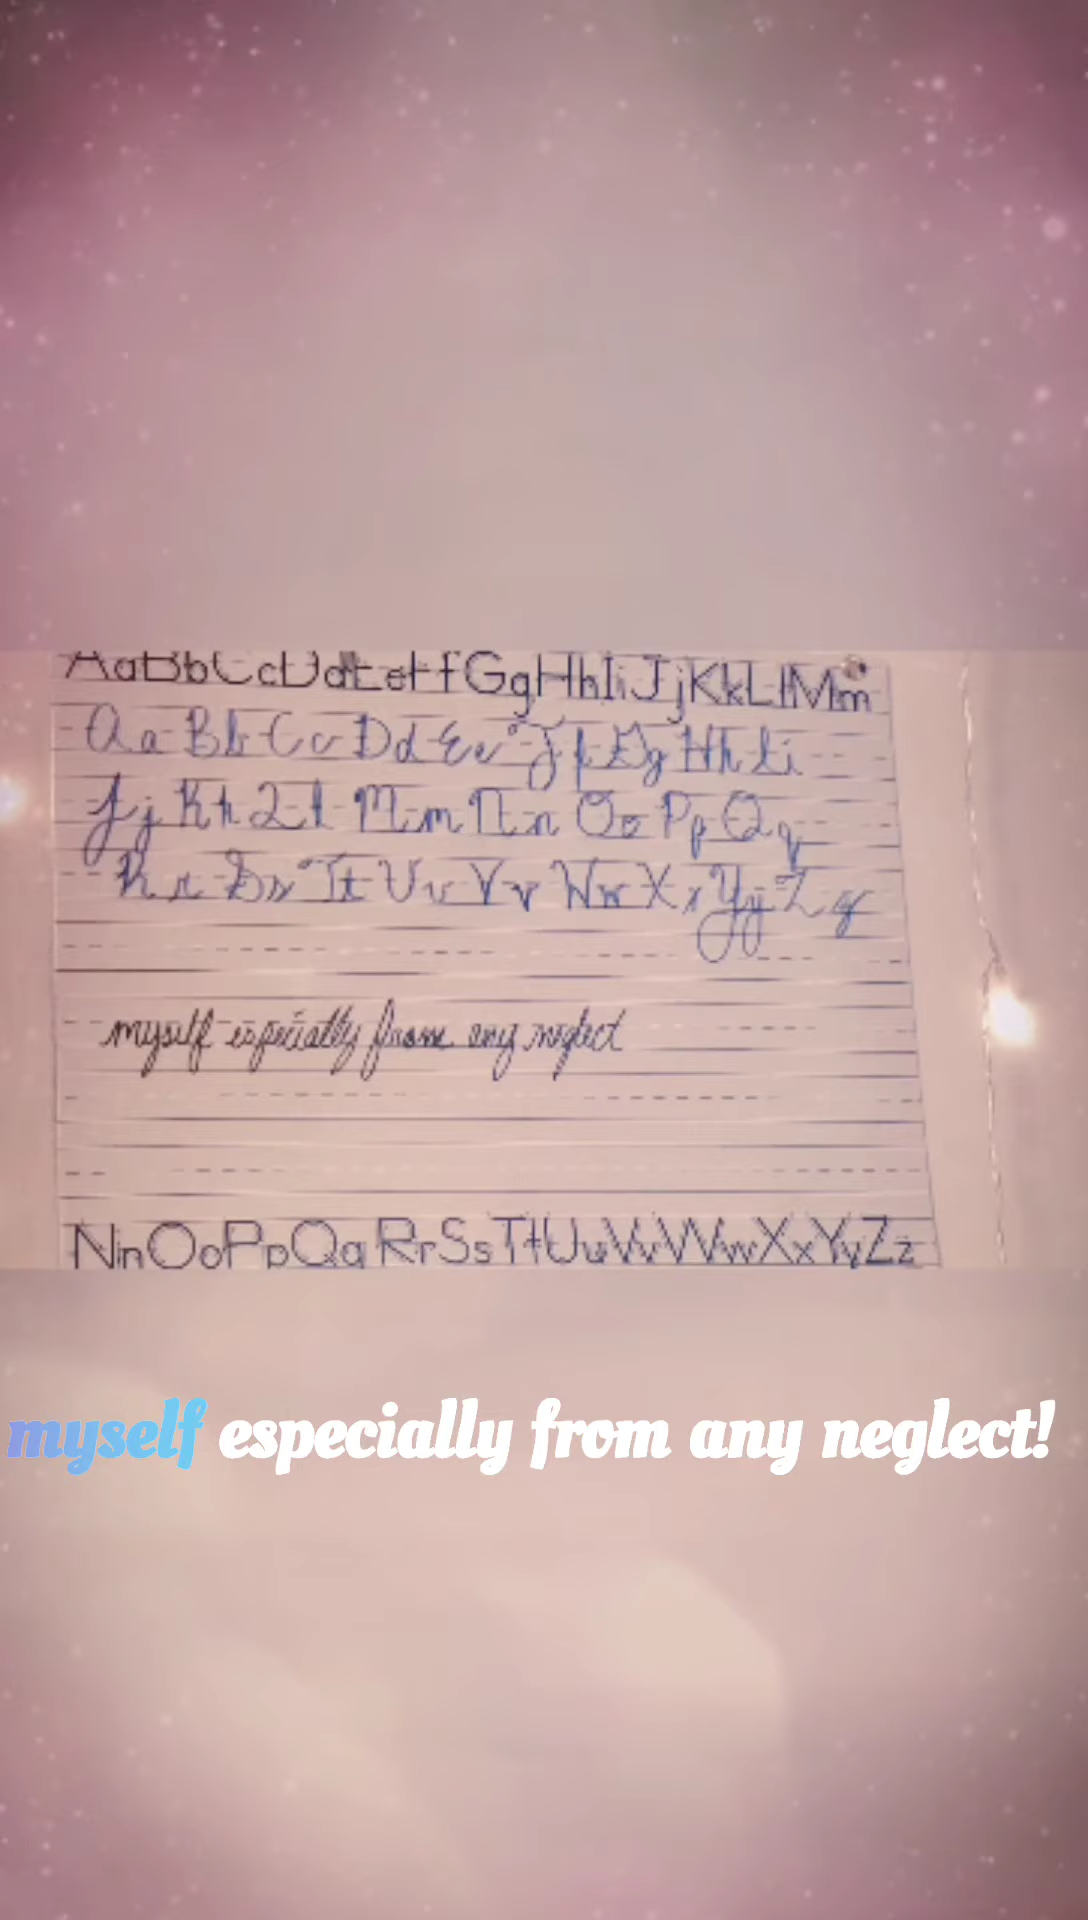 AaBbCcDdEeFfGgHhIiJjKkLlMm
Aa Bb Cc Dd Ee Ff Gg Hh Ii
Jj Kk Ll Mm Nn Oo Pp Qq
Rr Ss Tt Uu Vv Ww Xx Yy Zz
myself especially from any neglect
NnOoPpQqRrSsTtUuVvWwXxYyZz
myself especially from any neglect!